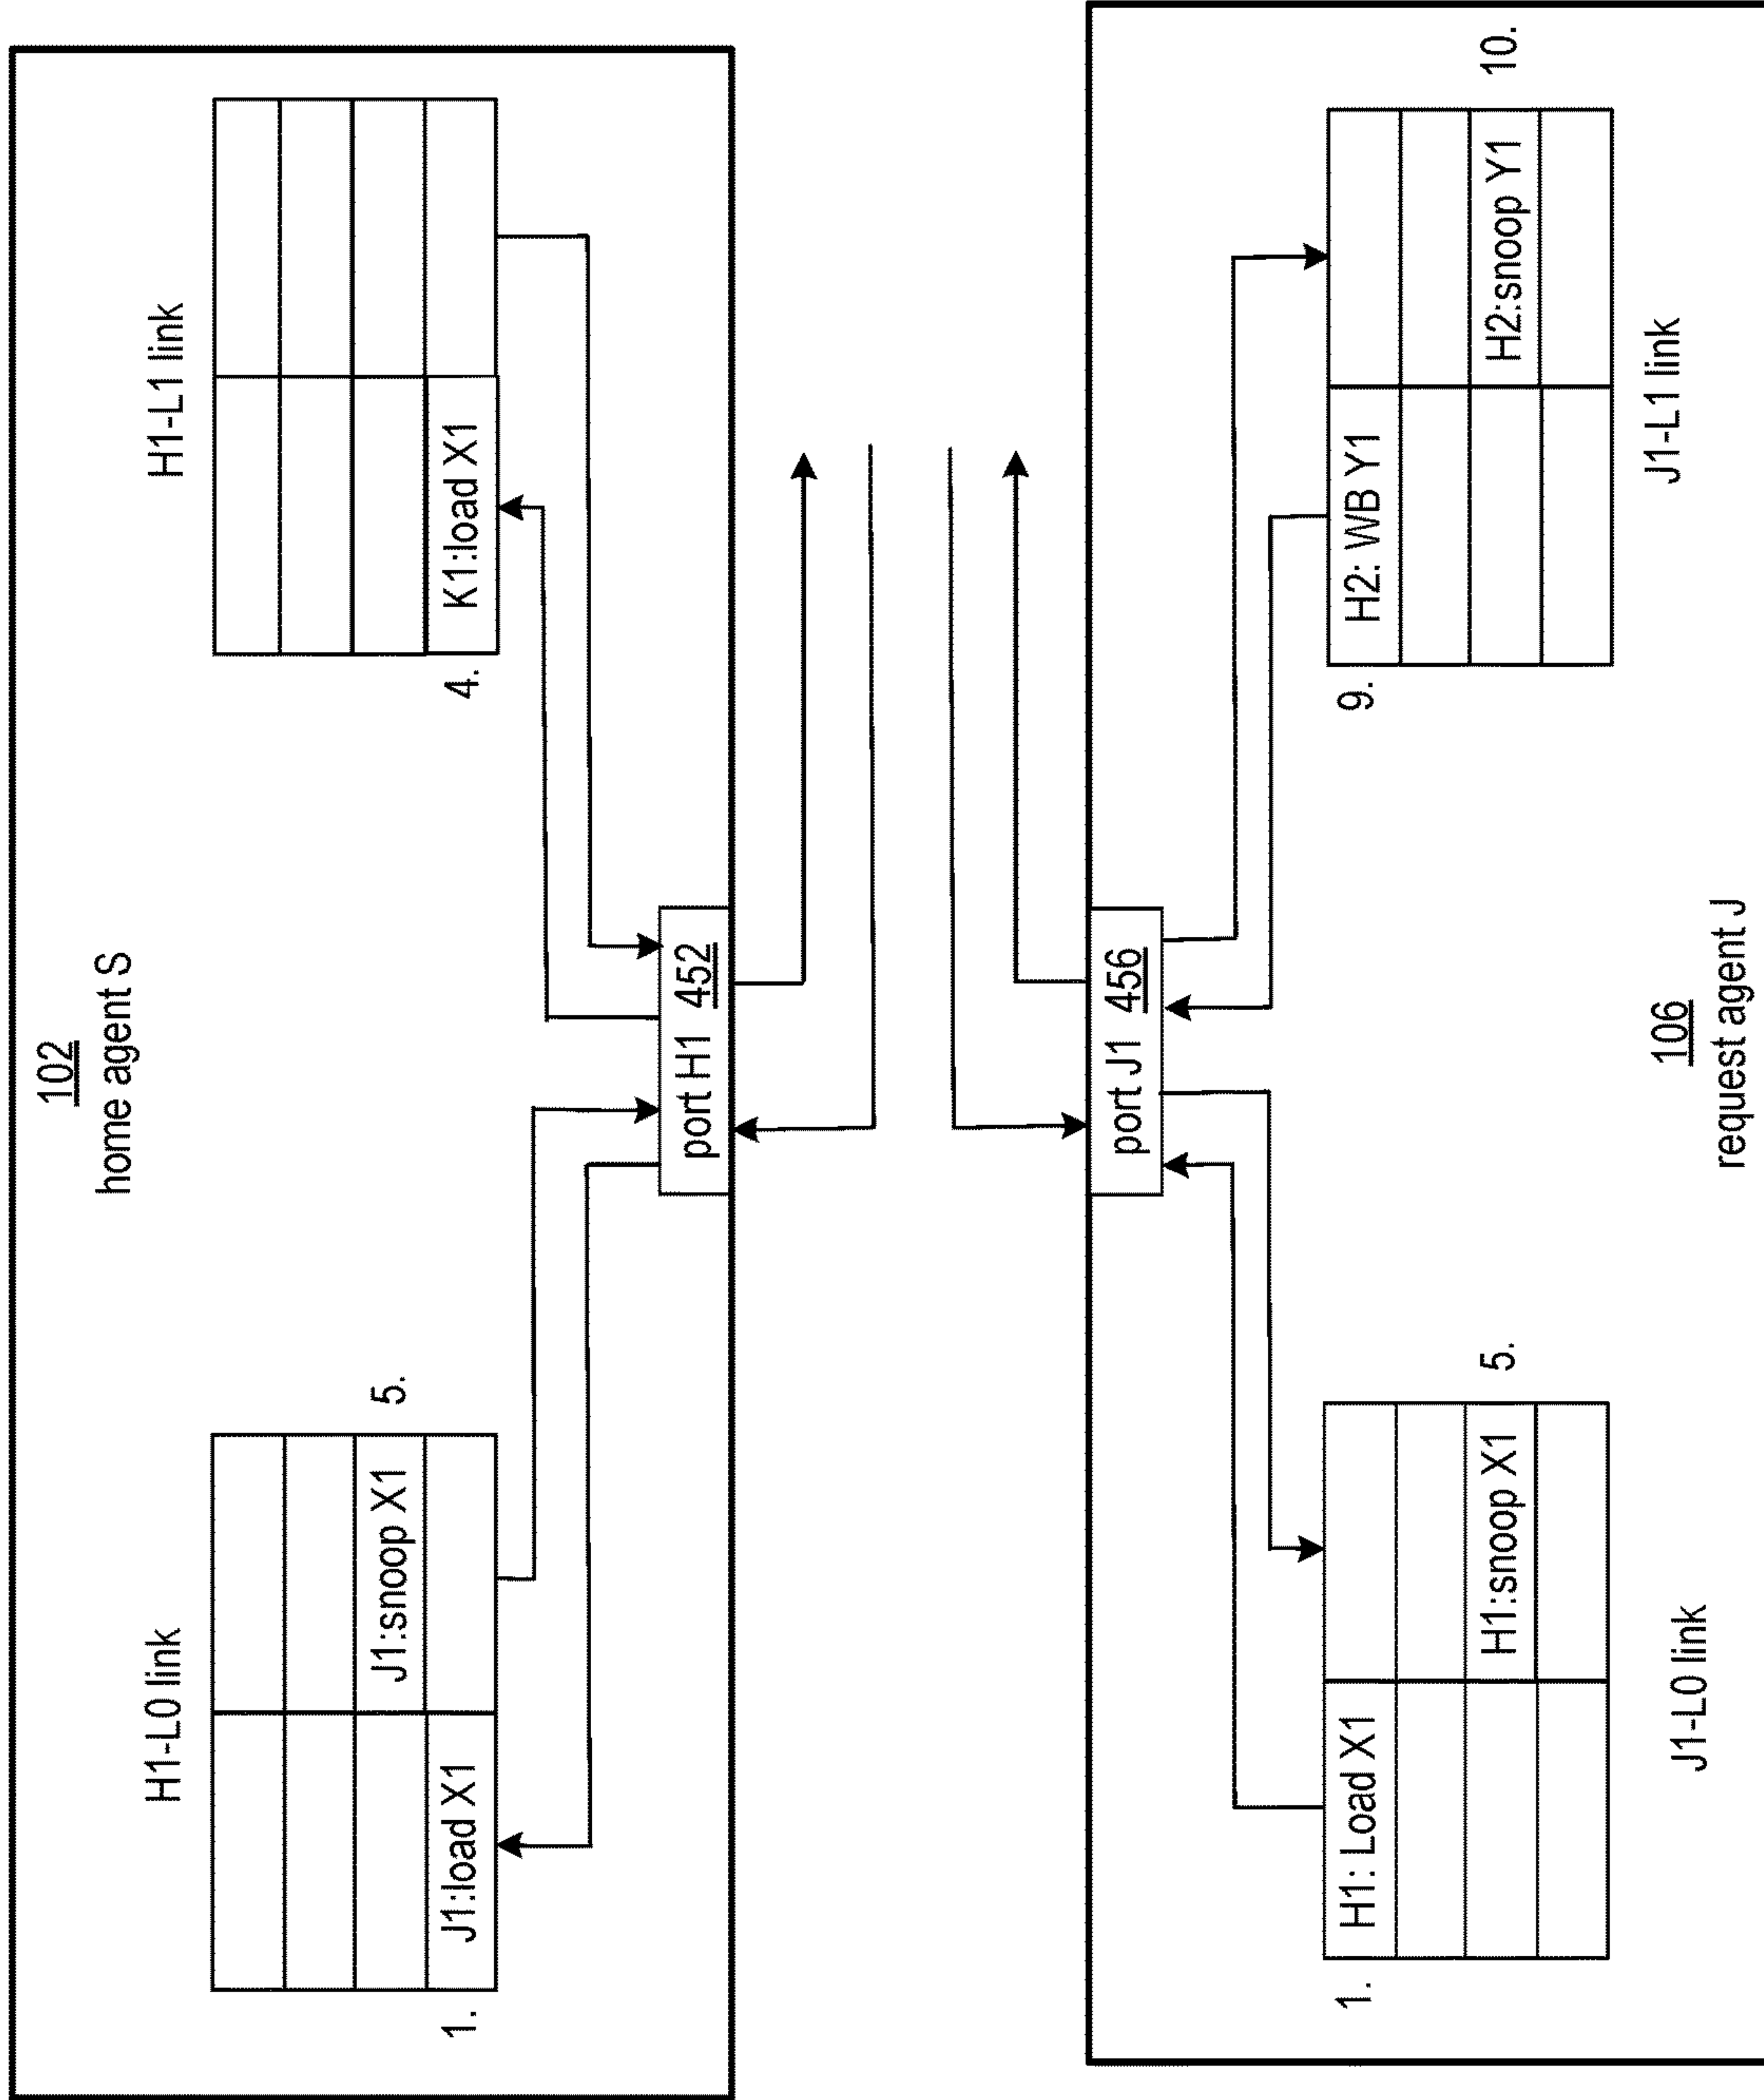 102
home agent S
H1-L0 link
H1-L1 link
J1:snoop X1
5.
1.
J1:load X1
4.
K1:load X1
port H1 452
port J1 456
1.
H1: Load X1
H1:snoop X1
5.
J1-L0 link
9.
H2: WB Y1
H2:snoop Y1
10.
J1-L1 link
106
request agent J